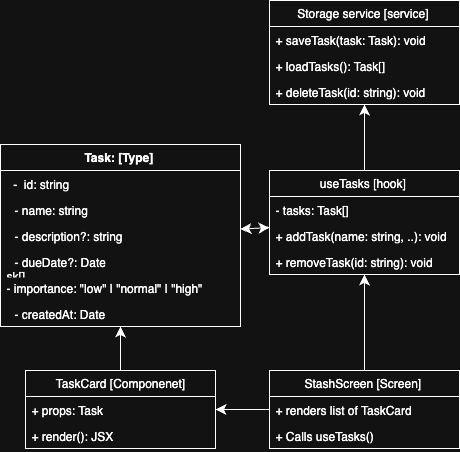 Storage service [service]
+ saveTask(task: Task): void
+ loadTasks(): Task[]
+ deleteTask(id: string): void
Task: [Type]
- id: string
- name: string
- description?: string
- dueDate?: Date
sk[]
- importance: "low" | "normal" | "high"
- createdAt: Date
useTasks [hook]
- tasks: Task[]
+ addTask(name: string, ..): void
+ removeTask(id: string): void
TaskCard [Componenet]
+ props: Task
+ render(): JSX
StashScreen [Screen]
+ renders list of TaskCard
+ Calls useTasks()